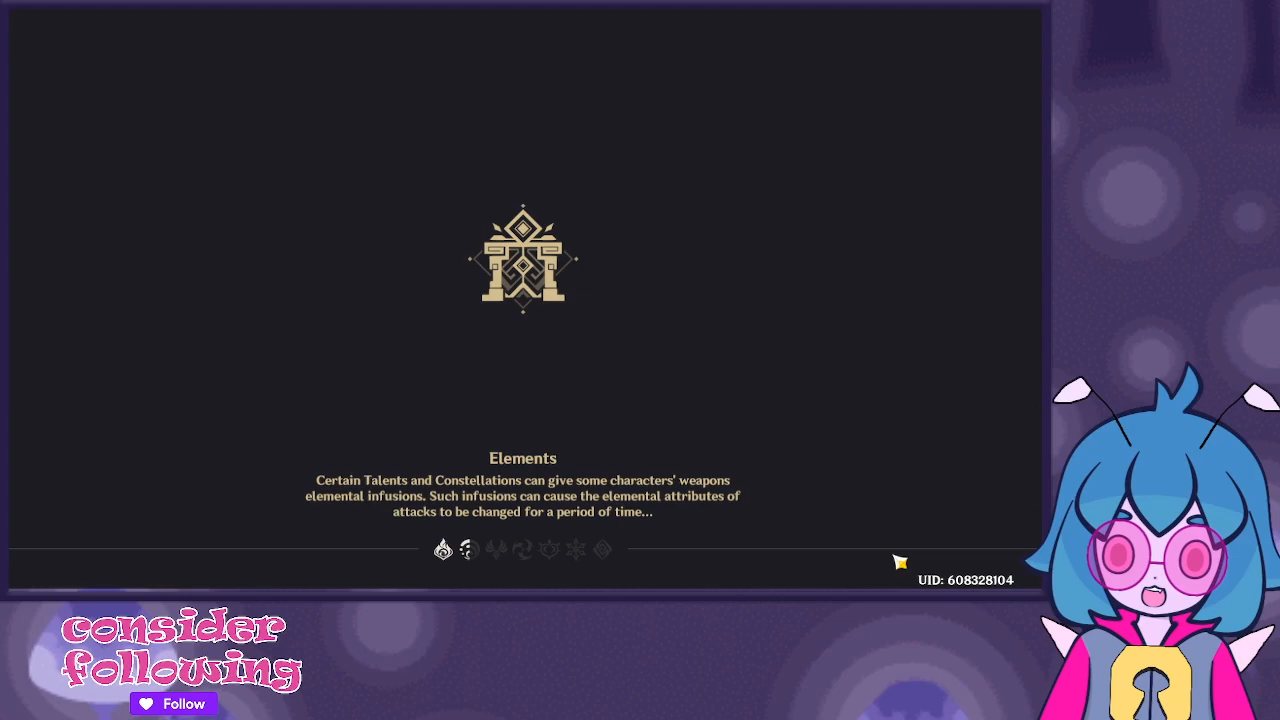 Elements
Certain Talents and Constellations can give some characters' weapons
elemental infusions. Such infusions can cause the elemental attributes of
attacks to be changed for a period of time...
UID: 608328104
consider
following
Follow